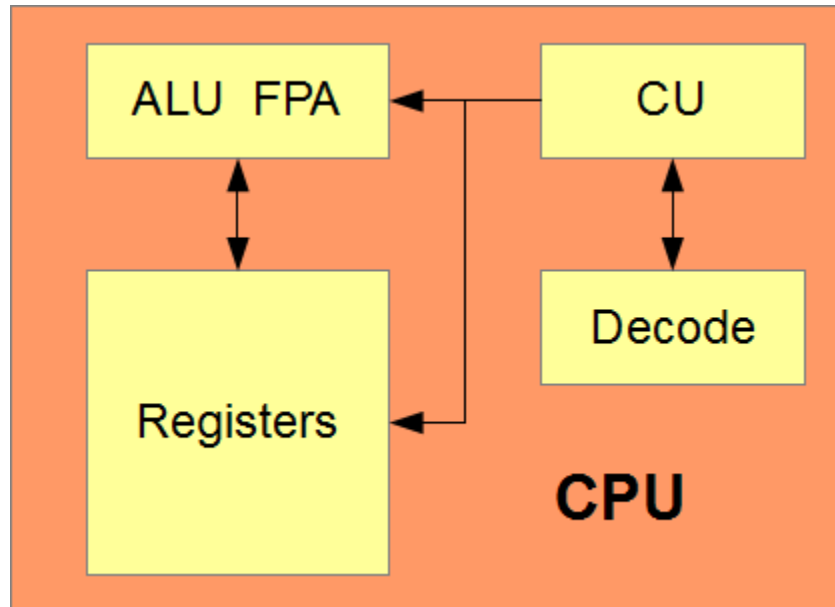 ALU FPA
CU
Registers
Decode
CPU